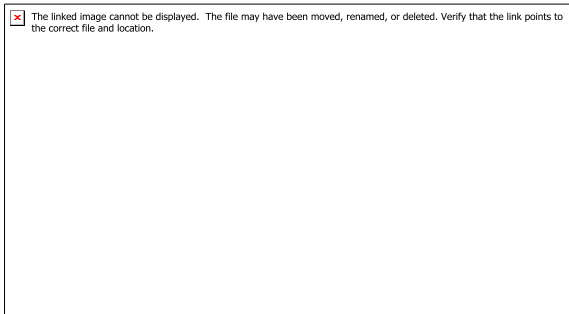 The linked image cannot be displayed.  The file may have been moved, renamed, or deleted. Verify that the link points to
the correct file and location.